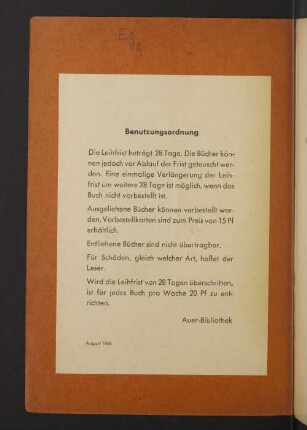 Benutzungsordnung
Die Leihfrist beträgt 28 Tage. Die Bücher kön-
nen jedoch vor Ablauf der Frist getauscht wer-
den. Eine einmalige Verlängerung der Leih-
frist um weitere 28 Tage ist möglich, wenn das
Buch nicht vorbestellt ist.
Ausgeliehene Bücher können vorbestellt wer-
den, Vorbestellkarten sind zum Preis von 15 Pf
erhältlich.
Entliehene Bücher sind nicht übertragbar.
Für Schäden, gleich welcher Art, haftet der
Leser.
Wird die Leihfrist von 28 Tagen überschritten,
ist für jedes Buch pro Woche 20 Pf zu ent-
richten.
Auer-Bibliothek
August